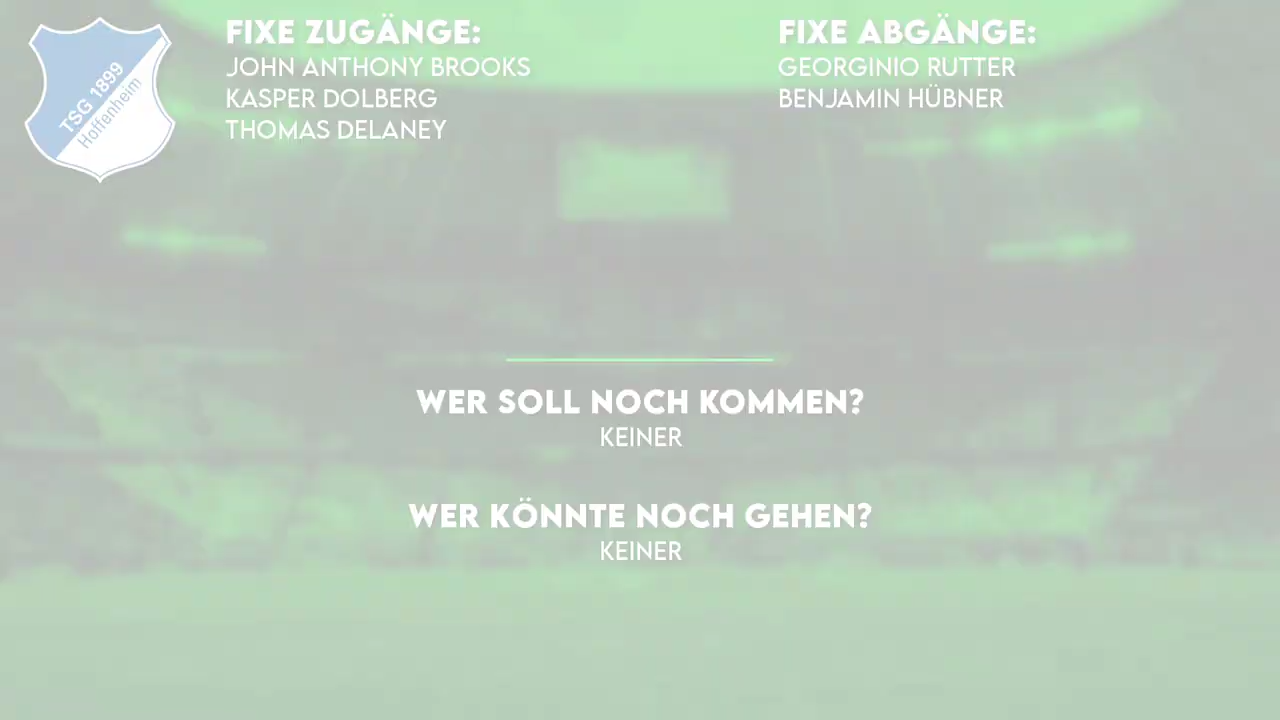 TSG 1899
Hoffenheim
FIXE ZUGÄNGE:
JOHN ANTHONY BROOKS
KASPER DOLBERG
THOMAS DELANEY
FIXE ABGÄNGE:
GEORGINIO RUTTER
BENJAMIN HÜBNER
WER SOLL NOCH KOMMEN?
KEINER
WER KÖNNTE NOCH GEHEN?
KEINER